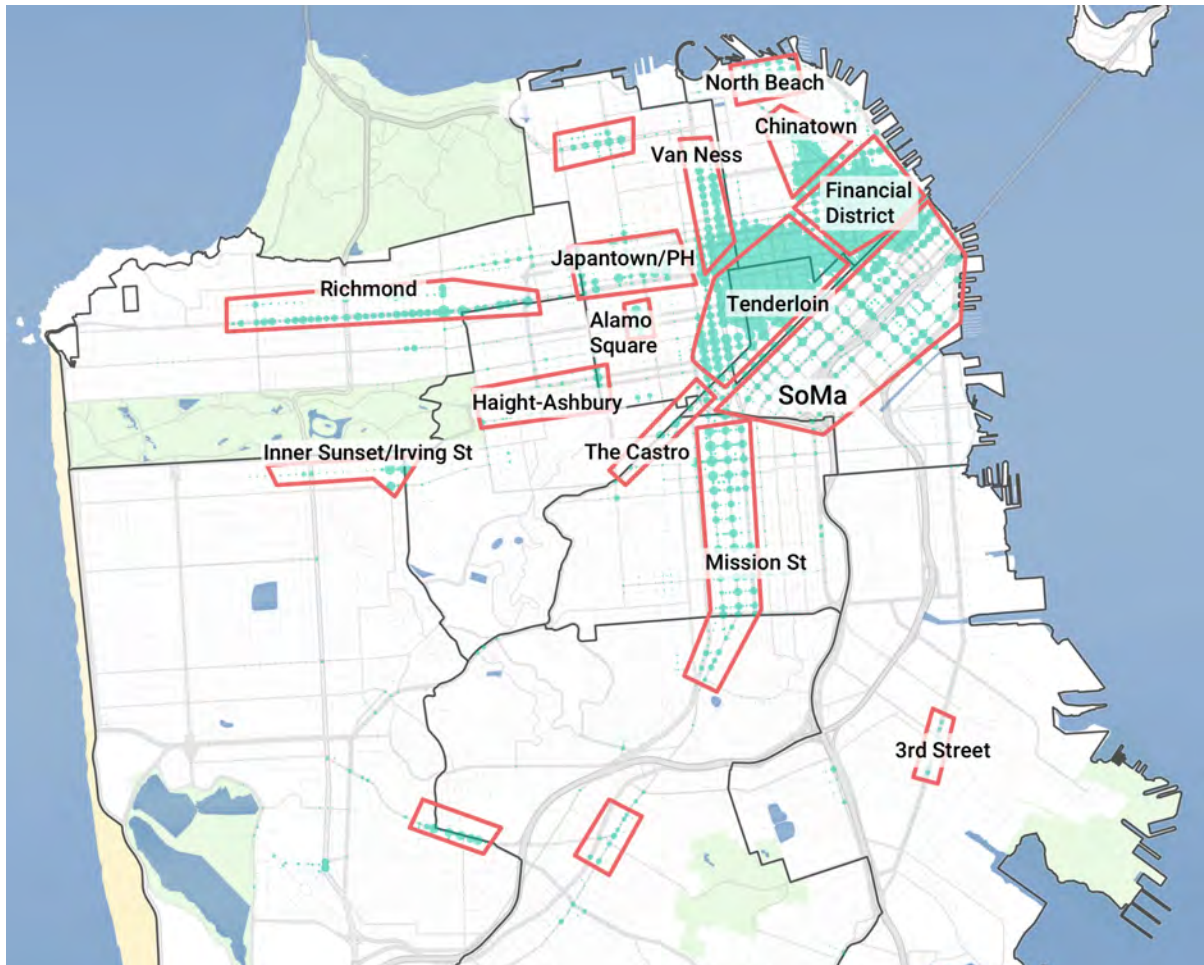 North Beach
Chinatown
Van Ness
Financial
District
Japantown/PH
Richmond
Tenderloin
Alamo
Square
SoMa
Haight-Ashbury
The Castro
Inner Sunset/Irving St
Mission St
3rd Street